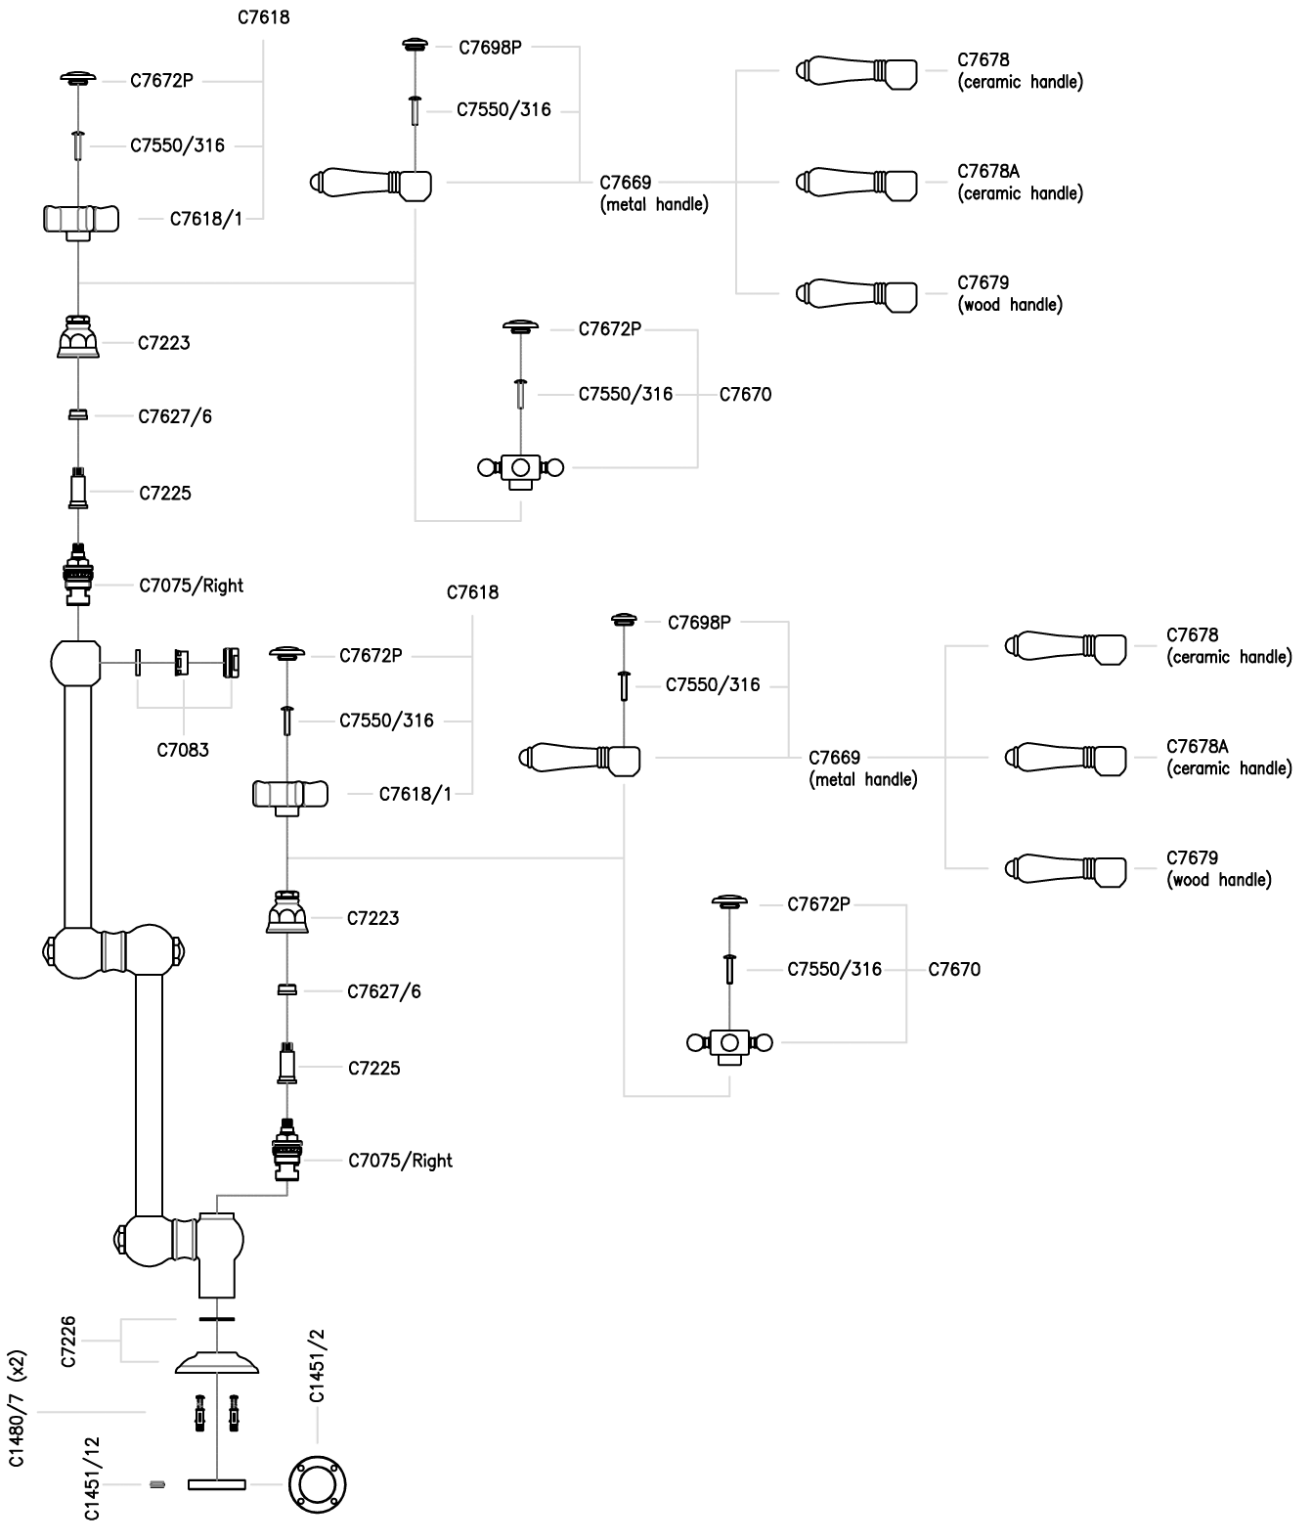 C7618
C7672P
C7550/316
C7618/1
C7698P
C7550/316
C7669
(metal handle)
C7678
(ceramic handle)
C7678A
(ceramic handle)
C7679
(wood handle)
C7672P
C7550/316
C7670
C7223
C7627/6
C7225
C7075/Right
C7083
C7618
C7672P
C7550/316
C7618/1
C7698P
C7550/316
C7669
(metal handle)
C7678
(ceramic handle)
C7678A
(ceramic handle)
C7679
(wood handle)
C7672P
C7550/316
C7670
C7223
C7627/6
C7225
C7075/Right
C7226
C1480/7 (x2)
C1451/12
C1451/2